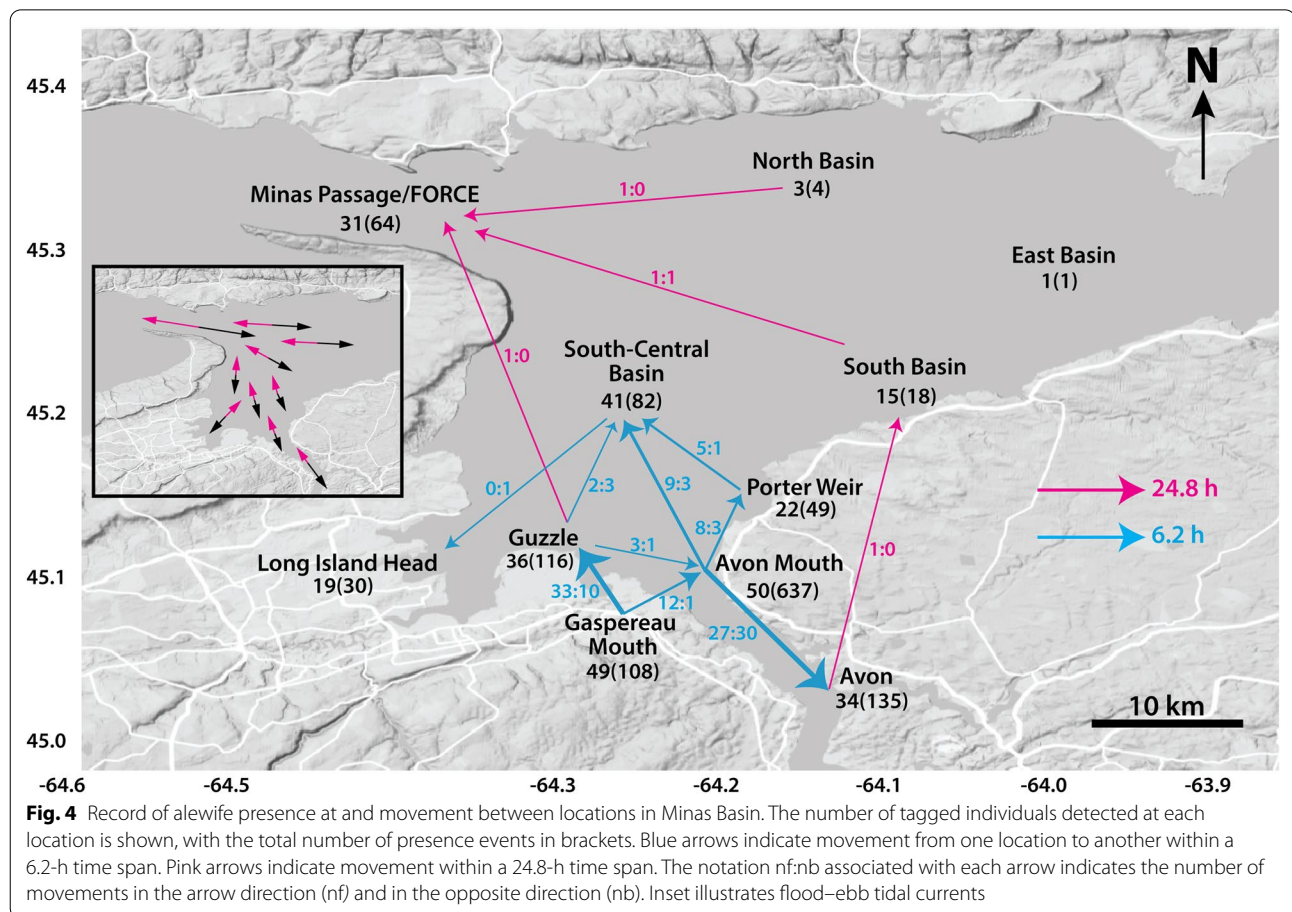 45.4
45.3
45.2
45.1
45.0
N
North Basin
3(4)
Minas Passage/FORCE
31(64)
1:0
East Basin
1(1)
1:1
1:0
South-Central
Basin
41(82)
South Basin
15(18)
5:1
9:3
2:3
0:1
Porter Weir
22(49)
24.8 h
6.2 h
8:3
Guzzle
36(116)
3:1
Long Island Head
19(30)
Avon Mouth
50(637)
1:0
33:10
12:1
Gaspereau
Mouth
49(108)
27:30
Avon
34(135)
10 km
-64.6 -64.5 -64.3 -64.2 -64.1 -64.0 -63.9
Fig. 4 Record of alewife presence at and movement between locations in Minas Basin. The number of tagged individuals detected at each
location is shown, with the total number of presence events in brackets. Blue arrows indicate movement from one location to another within a
6.2-h time span. Pink arrows indicate movement within a 24.8-h time span. The notation nf:nb associated with each arrow indicates the number of
movements in the arrow direction (nf) and in the opposite direction (nb). Inset illustrates flood–ebb tidal currents